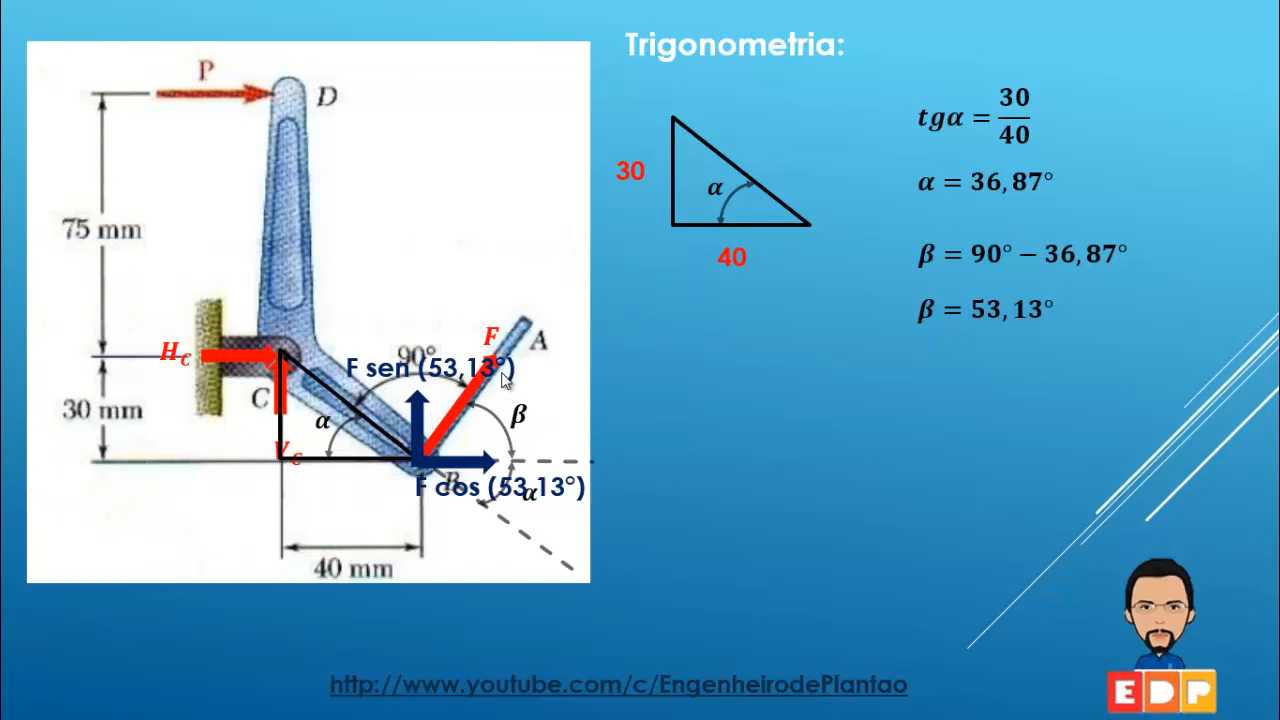 Trigonometria:
P
D
75 mm
30 mm
40 mm
H_C
C
V_C
α
90°
F sen (53,13°)
F
A
β
B
F cos (53,13°)
α
30
α
40
tgα = 30/40
α = 36,87°
β = 90° − 36,87°
β = 53,13°
http://www.youtube.com/c/EngenheirodePlantao
EDP